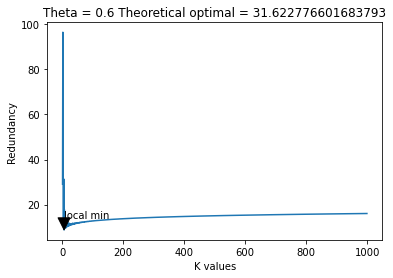 Theta = 0.6 Theoretical optimal = 31.622776601683793
100
80
60
40
20
Redundancy
local min
0 200 400 600 800 1000
K values